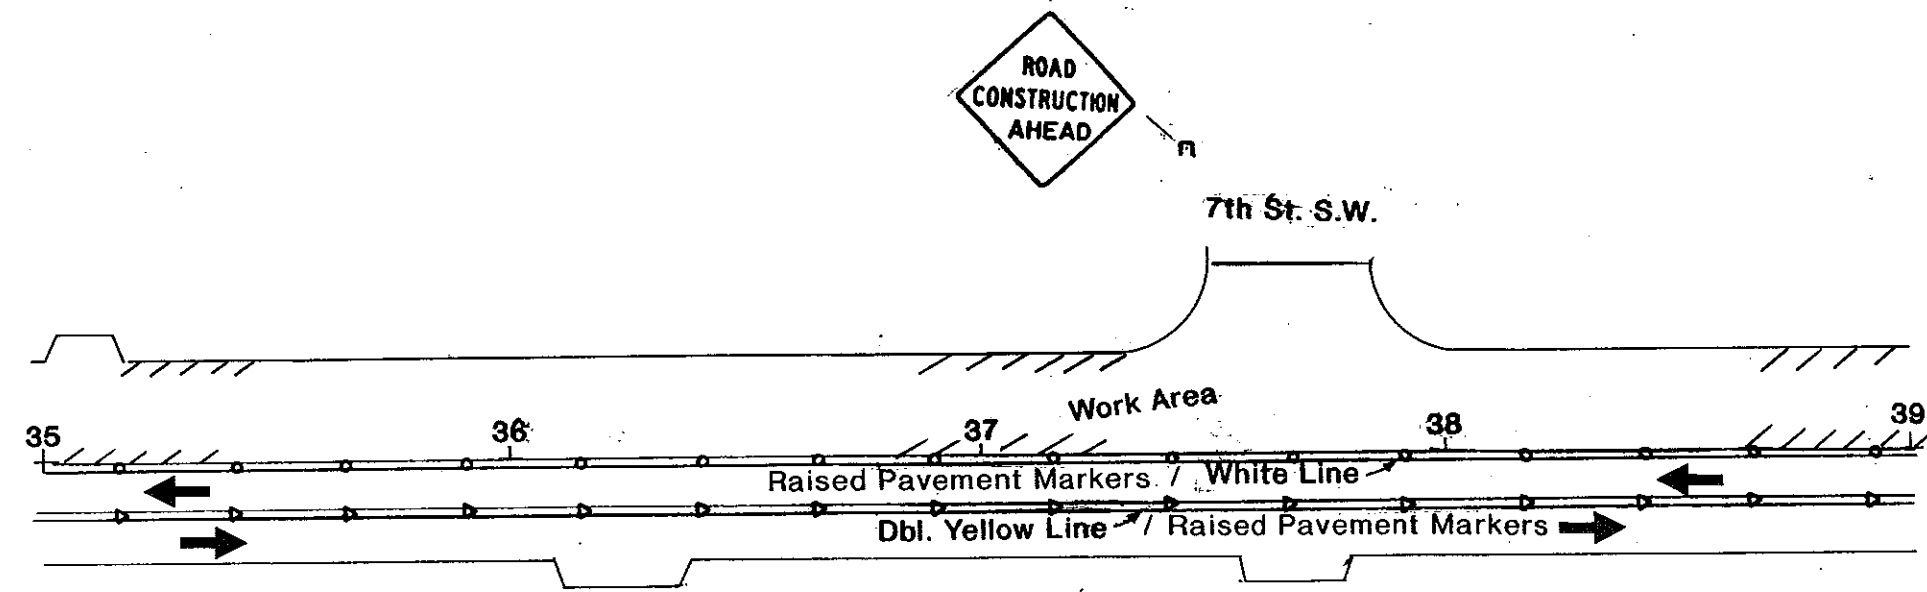 ROAD
CONSTRUCTION
AHEAD
7th St. S.W.
Work Area
35 36 37 38 39
Raised Pavement Markers / White Line
Dbl. Yellow Line / Raised Pavement Markers